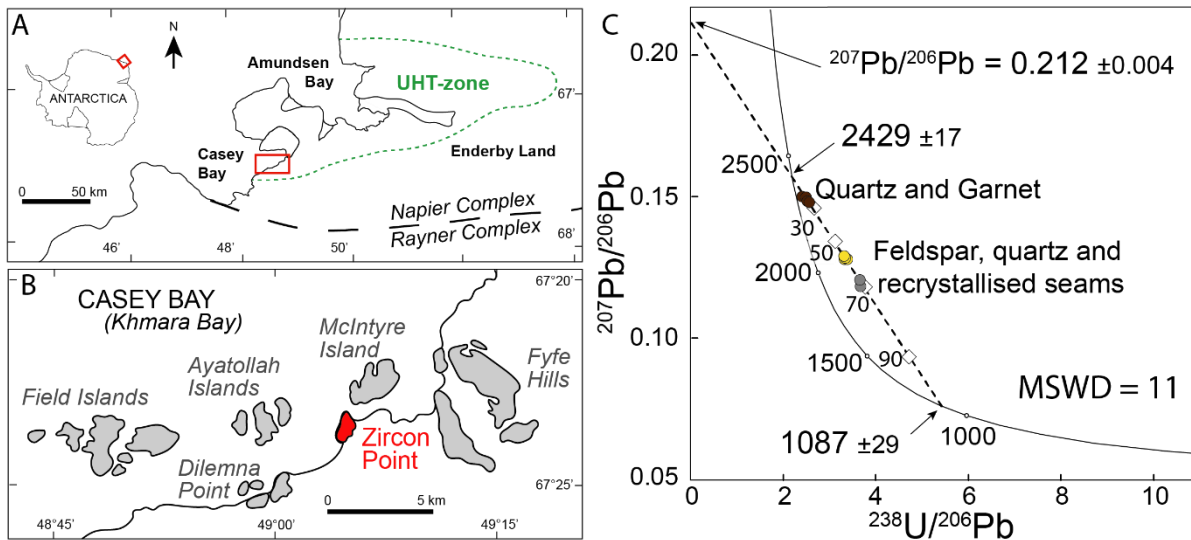 A
N
ANTARCTICA
Amundsen
Bay
UHT-zone
67'
Casey
Bay
Enderby Land
0 50 km
Napier Complex
Rayner Complex
46'
48'
50'
68'
B
CASEY BAY
(Khmara Bay)
67°20'
McIntyre
Island
Ayatollah
Islands
Fyfe
Hills
Field Islands
Zircon
Point
Dilemna
Point
0 5 km
67°25'
48°45'
49°00'
49°15'
C
0.20
0.15
0.10
0.05
²⁰⁷Pb/²⁰⁶Pb
²⁰⁷Pb/²⁰⁶Pb = 0.212 ±0.004
2429 ±17
2500
Quartz and Garnet
30
50
Feldspar, quartz and
recrystallised seams
2000
70
1500
90
MSWD = 11
1087 ±29
1000
0 2 4 6 8 10
²³⁸U/²⁰⁶Pb